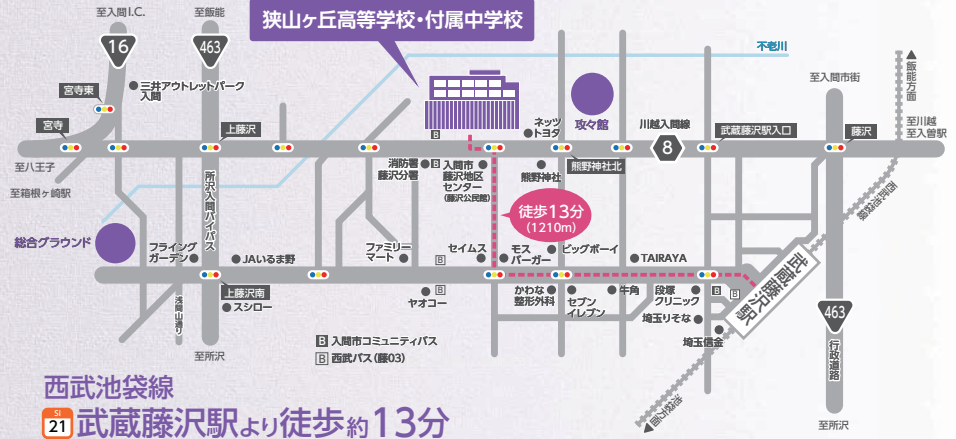 狭山ヶ丘高等学校・付属中学校
至入間I.C.
至飯能
16
463
不老川
▲飯能方面
三井アウトレットパーク
入間
宮寺東
宮寺
上藤沢
攻々館
ネッツ
トヨタ
川越入間線
8
武蔵藤沢駅入口
至入間市街
藤沢
至川越
至入曽駅
B
至八王子
至箱根ヶ崎駅
所沢入間バイパス
消防署
藤沢分署
B
入間市
藤沢地区
センター
(藤沢公民館)
熊野神社
熊野神社北
西武池袋線
徒歩13分
(1210m)
総合グラウンド
フライング
ガーデン
JAいるま野
ファミリー
マート
B
セイムス
モス
バーガー
ビッグボーイ
TAIRAYA
武蔵藤沢駅
上藤沢南
スシロー
浅間山通り
ヤオコー
B
かわな
整形外科
セブン
イレブン
牛角
段塚
クリニック
B
B
埼玉りそな
埼玉信金
463
行政道路
至所沢
B 入間市コミュニティバス
B 西武バス(藤03)
池袋方面
至所沢
西武池袋線
SI
21
武蔵藤沢駅より徒歩約13分